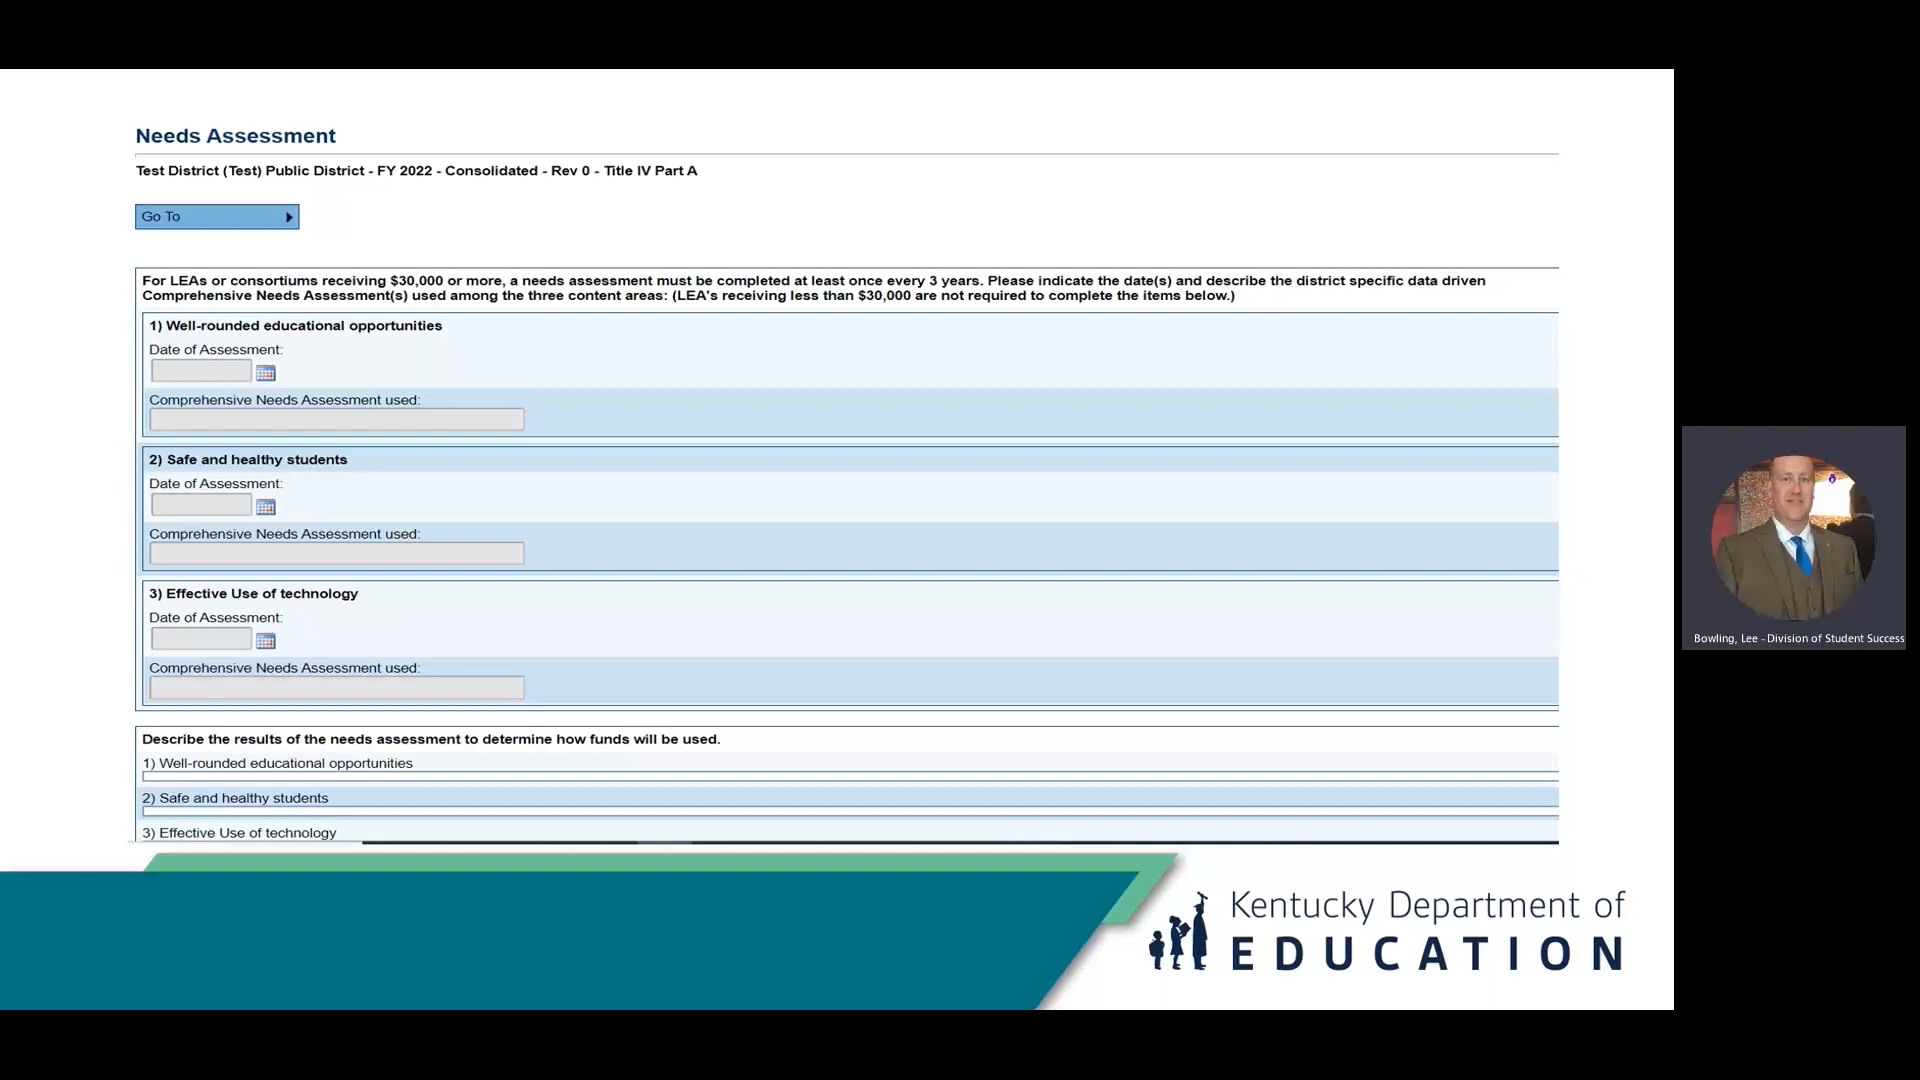 Needs Assessment
Test District (Test) Public District - FY 2022 - Consolidated - Rev 0 - Title IV Part A
Go To
For LEAs or consortiums receiving $30,000 or more, a needs assessment must be completed at least once every 3 years. Please indicate the date(s) and describe the district specific data driven
Comprehensive Needs Assessment(s) used among the three content areas: (LEA's receiving less than $30,000 are not required to complete the items below.)
1) Well-rounded educational opportunities
Date of Assessment:
Comprehensive Needs Assessment used:
2) Safe and healthy students
Date of Assessment:
Comprehensive Needs Assessment used:
3) Effective Use of technology
Date of Assessment:
Comprehensive Needs Assessment used:
Describe the results of the needs assessment to determine how funds will be used.
1) Well-rounded educational opportunities
2) Safe and healthy students
3) Effective Use of technology
Kentucky Department of
EDUCATION
Bowling, Lee - Division of Student Success